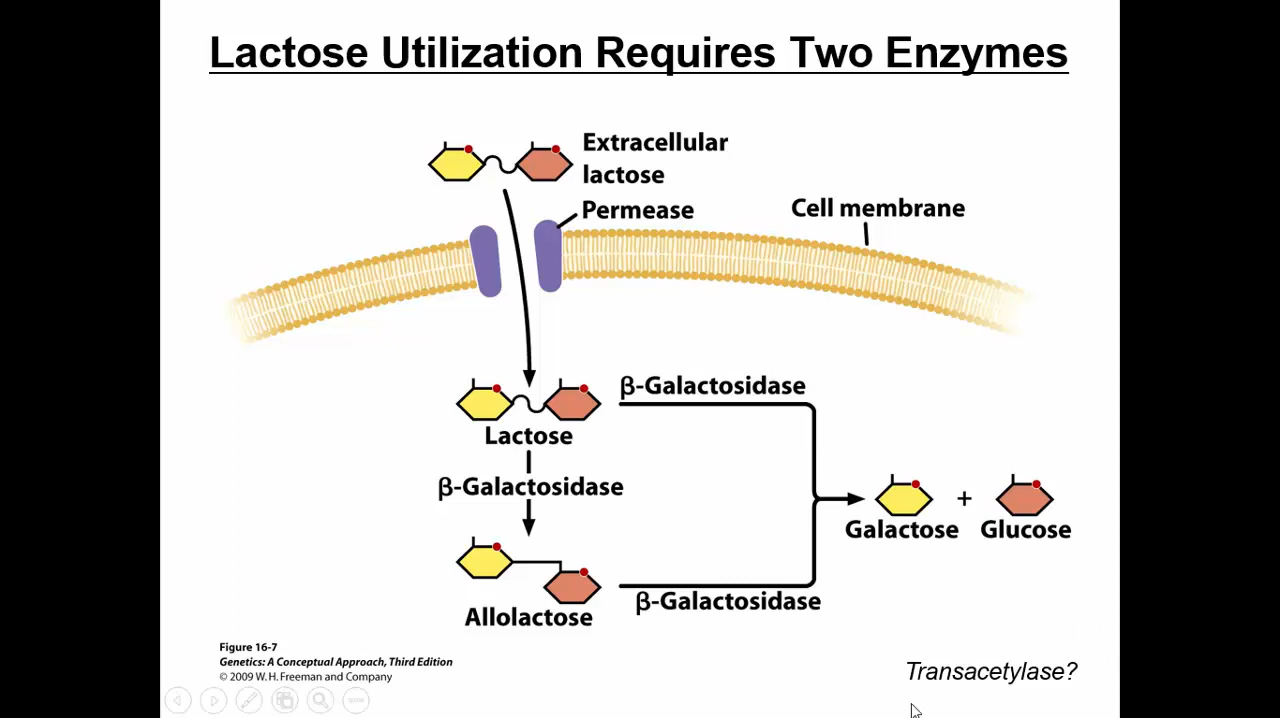 Lactose Utilization Requires Two Enzymes
Extracellular
lactose
Permease
Cell membrane
β-Galactosidase
Lactose
β-Galactosidase
+
Galactose
Glucose
Allolactose
β-Galactosidase
Figure 16-7
Genetics: A Conceptual Approach, Third Edition
© 2009 W. H. Freeman and Company
Transacetylase?